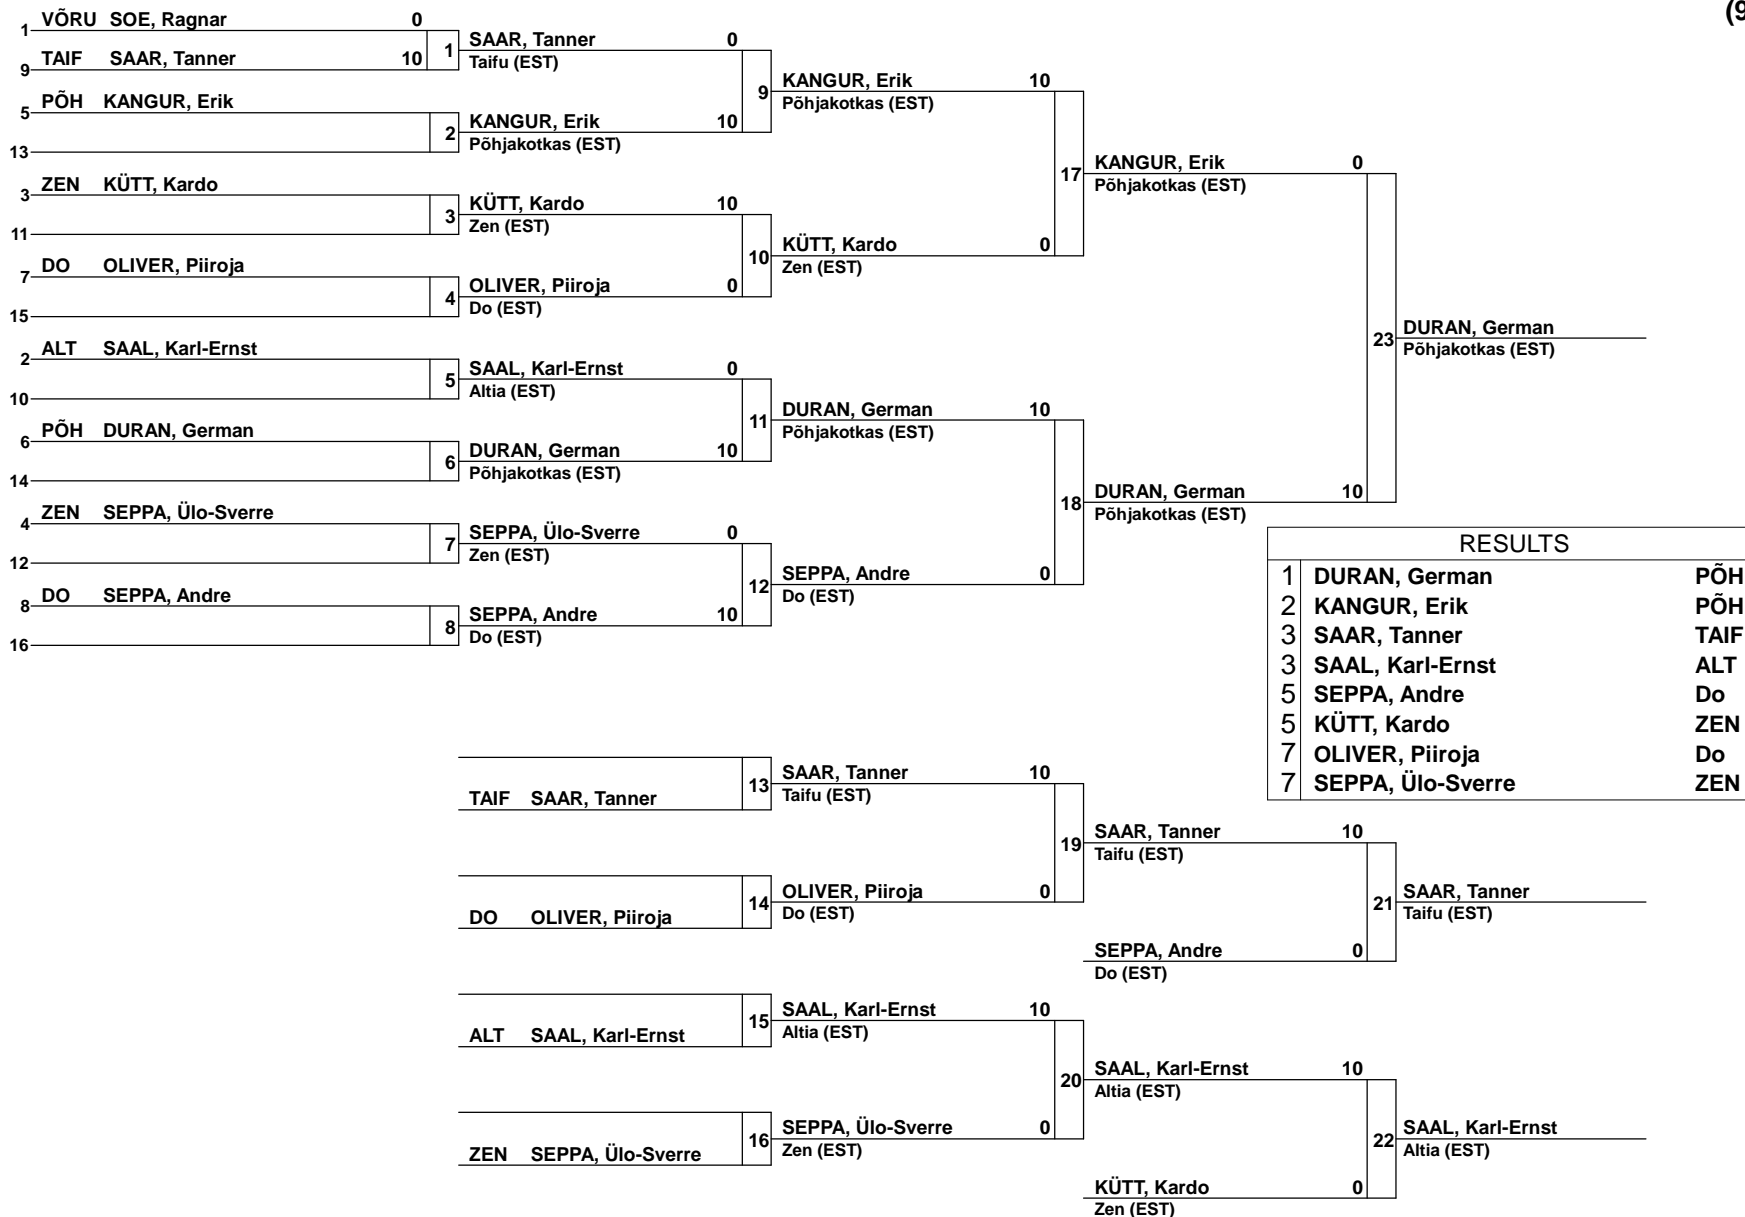 (9
1 VÕRU SOE, Ragnar 0
9 TAIF SAAR, Tanner 10
1 SAAR, Tanner 0
Taifu (EST)
5 PÕH KANGUR, Erik
13
2 KANGUR, Erik 10
Põhjakotkas (EST)
9 KANGUR, Erik 10
Põhjakotkas (EST)
3 ZEN KÜTT, Kardo
11
3 KÜTT, Kardo 10
Zen (EST)
7 DO OLIVER, Piiroja
15
4 OLIVER, Piiroja 0
Do (EST)
10 KÜTT, Kardo 0
Zen (EST)
17 KANGUR, Erik 0
Põhjakotkas (EST)
2 ALT SAAL, Karl-Ernst
10
5 SAAL, Karl-Ernst 0
Altia (EST)
6 PÕH DURAN, German
14
6 DURAN, German 10
Põhjakotkas (EST)
11 DURAN, German 10
Põhjakotkas (EST)
4 ZEN SEPPA, Ülo-Sverre
12
7 SEPPA, Ülo-Sverre 0
Zen (EST)
8 DO SEPPA, Andre
16
8 SEPPA, Andre 10
Do (EST)
12 SEPPA, Andre 0
Do (EST)
18 DURAN, German 10
Põhjakotkas (EST)
23 DURAN, German
Põhjakotkas (EST)
RESULTS
1 DURAN, German PÕH
2 KANGUR, Erik PÕH
3 SAAR, Tanner TAIF
3 SAAL, Karl-Ernst ALT
5 SEPPA, Andre Do
5 KÜTT, Kardo ZEN
7 OLIVER, Piiroja Do
7 SEPPA, Ülo-Sverre ZEN
TAIF SAAR, Tanner
13 SAAR, Tanner 10
Taifu (EST)
DO OLIVER, Piiroja
14 OLIVER, Piiroja 0
Do (EST)
19 SAAR, Tanner 10
Taifu (EST)
SEPPA, Andre 0
Do (EST)
21 SAAR, Tanner
Taifu (EST)
ALT SAAL, Karl-Ernst
15 SAAL, Karl-Ernst 10
Altia (EST)
ZEN SEPPA, Ülo-Sverre
16 SEPPA, Ülo-Sverre 0
Zen (EST)
20 SAAL, Karl-Ernst 10
Altia (EST)
KÜTT, Kardo 0
Zen (EST)
22 SAAL, Karl-Ernst
Altia (EST)